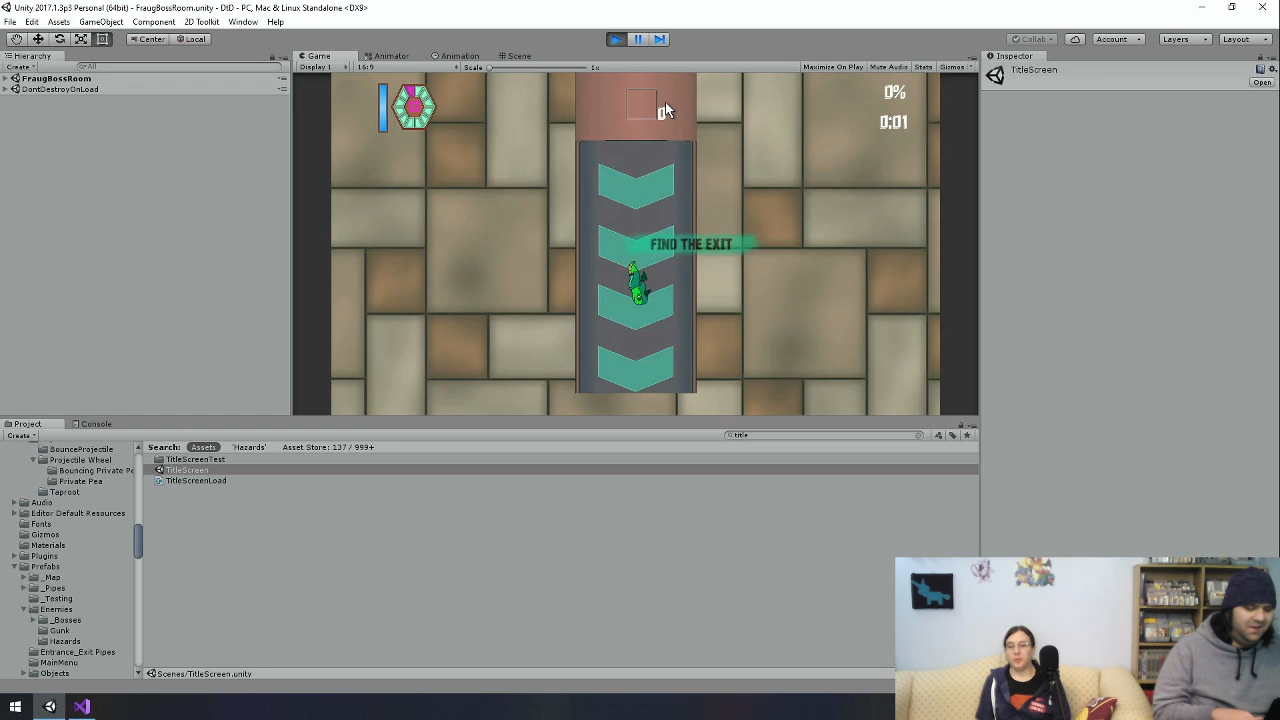 Unity 2017.1.3p3 Personal (64bit) - FraugBossRoom.unity - DtD - PC, Mac & Linux Standalone <DX9>
File Edit Assets GameObject Component 2D Toolkit Window Help
Center Local Collab Account Layers Layout
Hierarchy Game Animator Animation Scene Inspector
Create All Display 1 16:9 Scale 1x Maximize On Play Mute Audio Stats Gizmos TitleScreen
FraugBossRoom
Open
DontDestroyOnLoad
0%
0
0:01
FIND THE EXIT
Project Console
Create title
Search: Assets 'Hazards' Asset Store: 137 / 999+
BounceProjectile
Projectile Wheel
Bouncing Private Pe
Private Pea
Taproot
Audio
Editor Default Resources
Fonts
Gizmos
Materials
Plugins
Prefabs
_Map
_Pipes
_Testing
Enemies
_Bosses
Gunk
Hazards
Entrance_Exit Pipes
MainMenu
Objects
TitleScreenTest
TitleScreen
TitleScreenLoad
Scenes/TitleScreen.unity